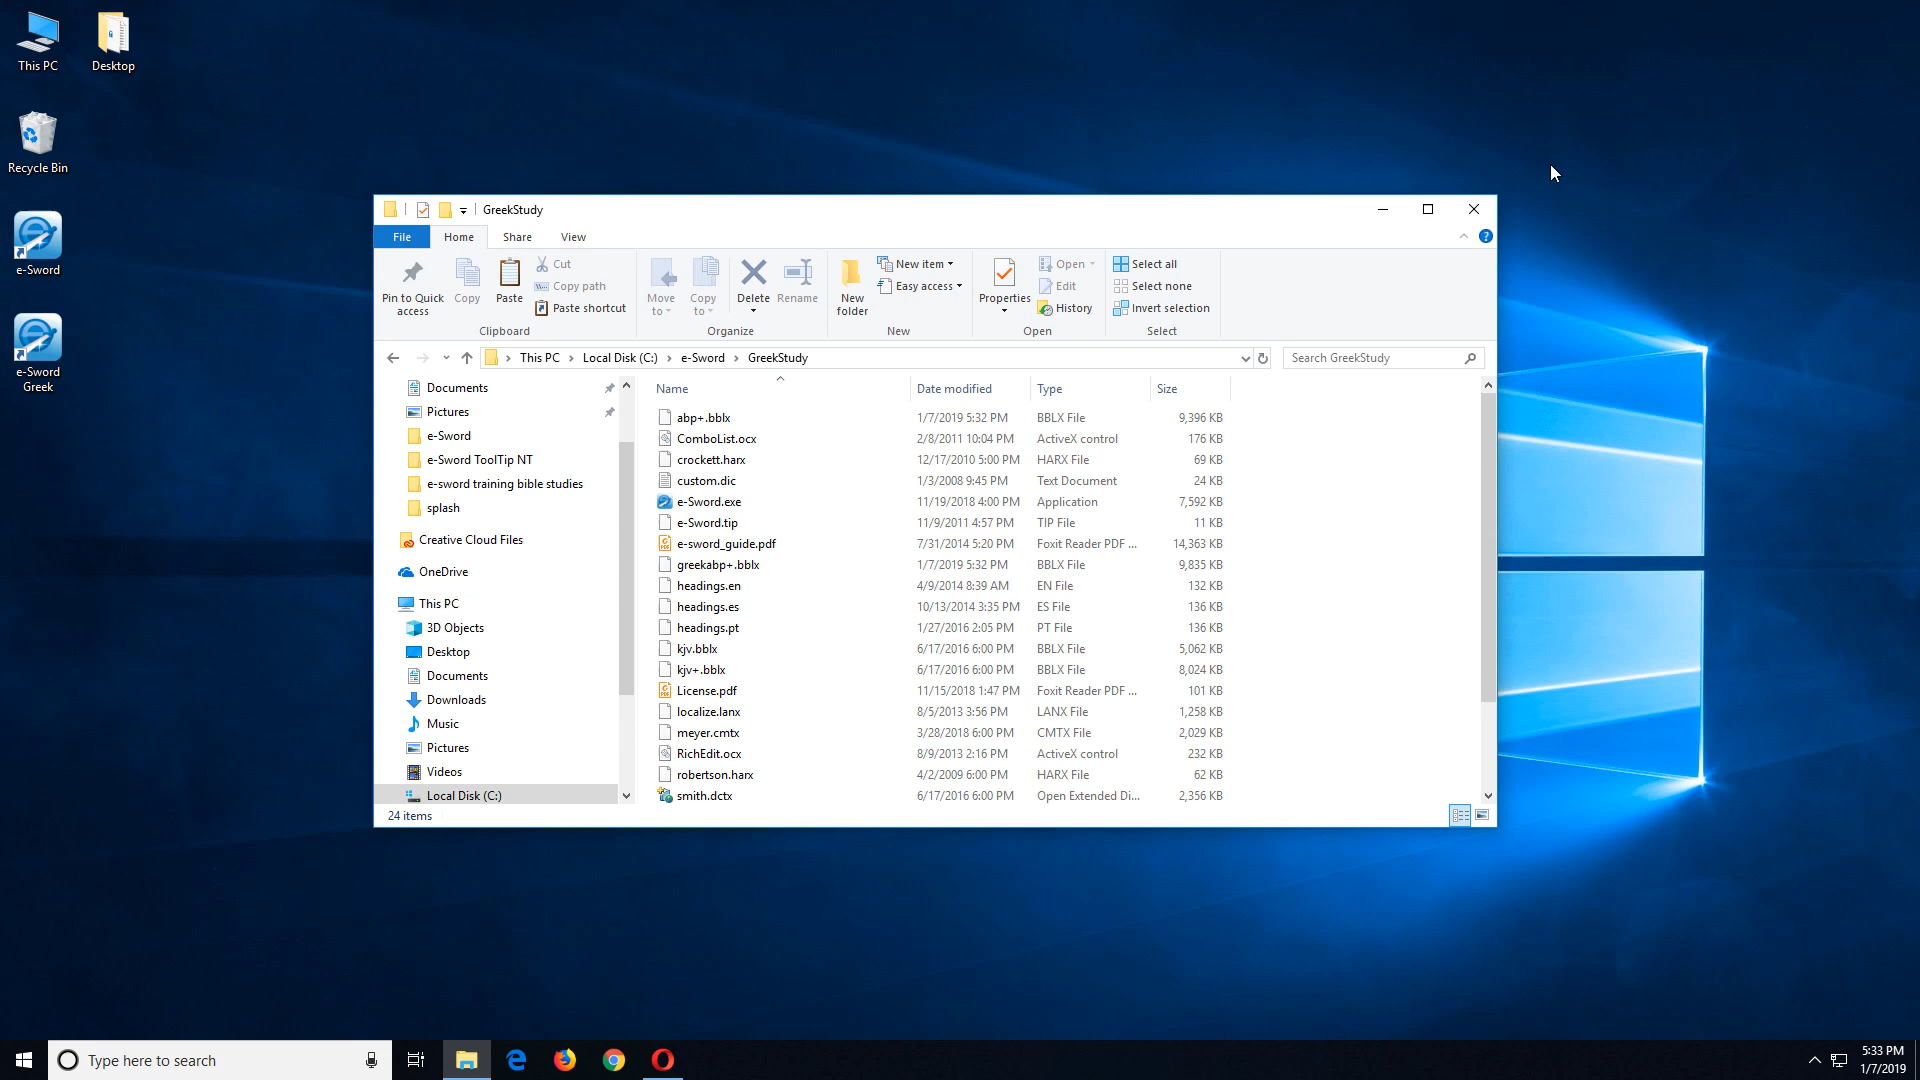 This PC
Desktop
Recycle Bin
e-Sword
e-Sword
Greek
GreekStudy
File Home Share View
Pin to Quick
access
Copy
Paste
Cut
Copy path
Paste shortcut
Clipboard
Move
to
Copy
to
Delete
Rename
Organize
New
folder
New item
Easy access
New
Properties
Open
Edit
History
Open
Select all
Select none
Invert selection
Select
This PC > Local Disk (C:) > e-Sword > GreekStudy
Search GreekStudy
Documents
Pictures
e-Sword
e-Sword ToolTip NT
e-sword training bible studies
splash
Creative Cloud Files
OneDrive
This PC
3D Objects
Desktop
Documents
Downloads
Music
Pictures
Videos
Local Disk (C:)
Name Date modified Type Size
abp+.bblx 1/7/2019 5:32 PM BBLX File 9,396 KB
ComboList.ocx 2/8/2011 10:04 PM ActiveX control 176 KB
crockett.harx 12/17/2010 5:00 PM HARX File 69 KB
custom.dic 1/3/2008 9:45 PM Text Document 24 KB
e-Sword.exe 11/19/2018 4:00 PM Application 7,592 KB
e-Sword.tip 11/9/2011 4:57 PM TIP File 11 KB
e-sword_guide.pdf 7/31/2014 5:20 PM Foxit Reader PDF ... 14,363 KB
greekabp+.bblx 1/7/2019 5:32 PM BBLX File 9,835 KB
headings.en 4/9/2014 8:39 AM EN File 132 KB
headings.es 10/13/2014 3:35 PM ES File 136 KB
headings.pt 1/27/2016 2:05 PM PT File 136 KB
kjv.bblx 6/17/2016 6:00 PM BBLX File 5,062 KB
kjv+.bblx 6/17/2016 6:00 PM BBLX File 8,024 KB
License.pdf 11/15/2018 1:47 PM Foxit Reader PDF ... 101 KB
localize.lanx 8/5/2013 3:56 PM LANX File 1,258 KB
meyer.cmtx 3/28/2018 6:00 PM CMTX File 2,029 KB
RichEdit.ocx 8/9/2013 2:16 PM ActiveX control 232 KB
robertson.harx 4/2/2009 6:00 PM HARX File 62 KB
smith.dctx 6/17/2016 6:00 PM Open Extended Di... 2,356 KB
24 items
Type here to search
5:33 PM
1/7/2019